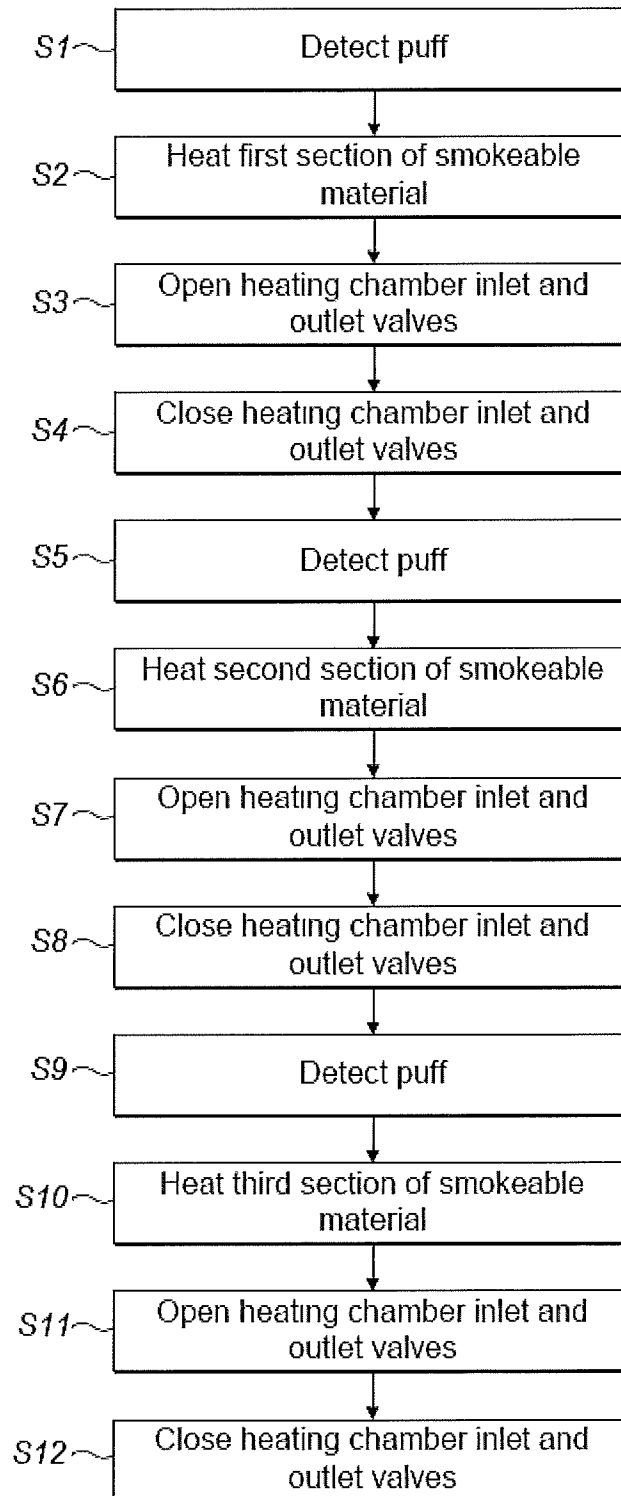 S1
Detect puff
S2
Heat first section of smokeable
material
S3
Open heating chamber inlet and
outlet valves
S4
Close heating chamber inlet and
outlet valves
S5
Detect puff
S6
Heat second section of smokeable
material
S7
Open heating chamber inlet and
outlet valves
S8
Close heating chamber inlet and
outlet valves
S9
Detect puff
S10
Heat third section of smokeable
material
S11
Open heating chamber inlet and
outlet valves
S12
Close heating chamber inlet and
outlet valves